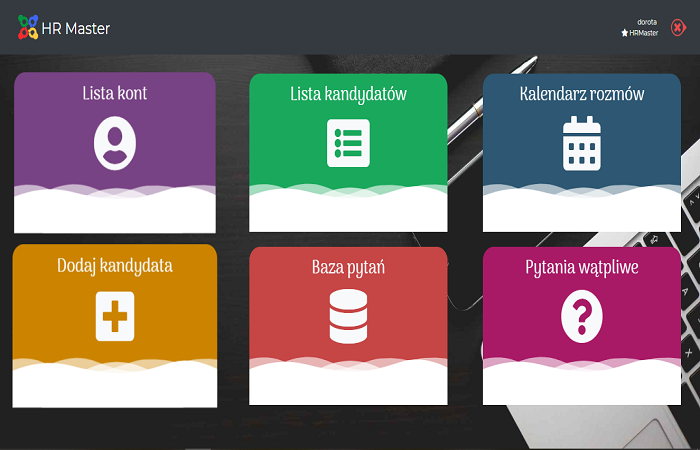 HR Master
dorota
HRMaster
Lista kont
Lista kandydatów
Kalendarz rozmów
Dodaj kandydata
Baza pytań
Pytania wątpliwe